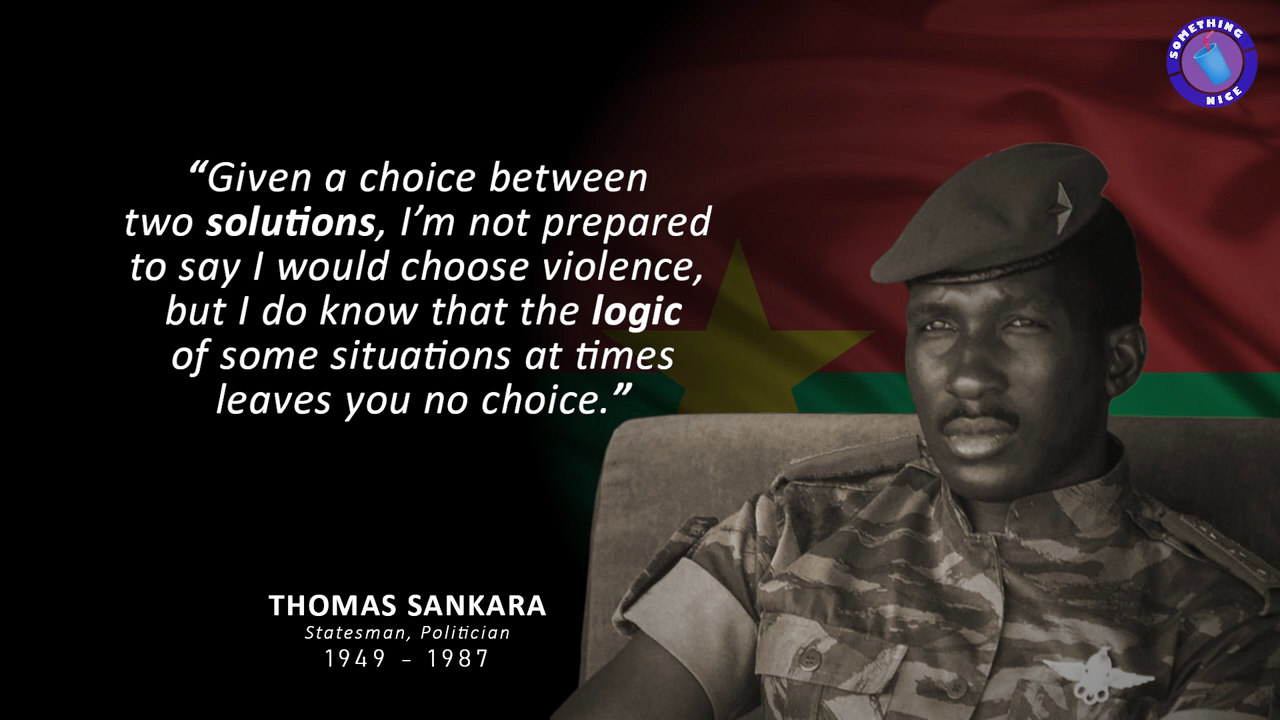 “Given a choice between
two solutions, I’m not prepared
to say I would choose violence,
but I do know that the logic
of some situations at times
leaves you no choice.”
THOMAS SANKARA
Statesman, Politician
1949 – 1987
SOMETHING
NICE